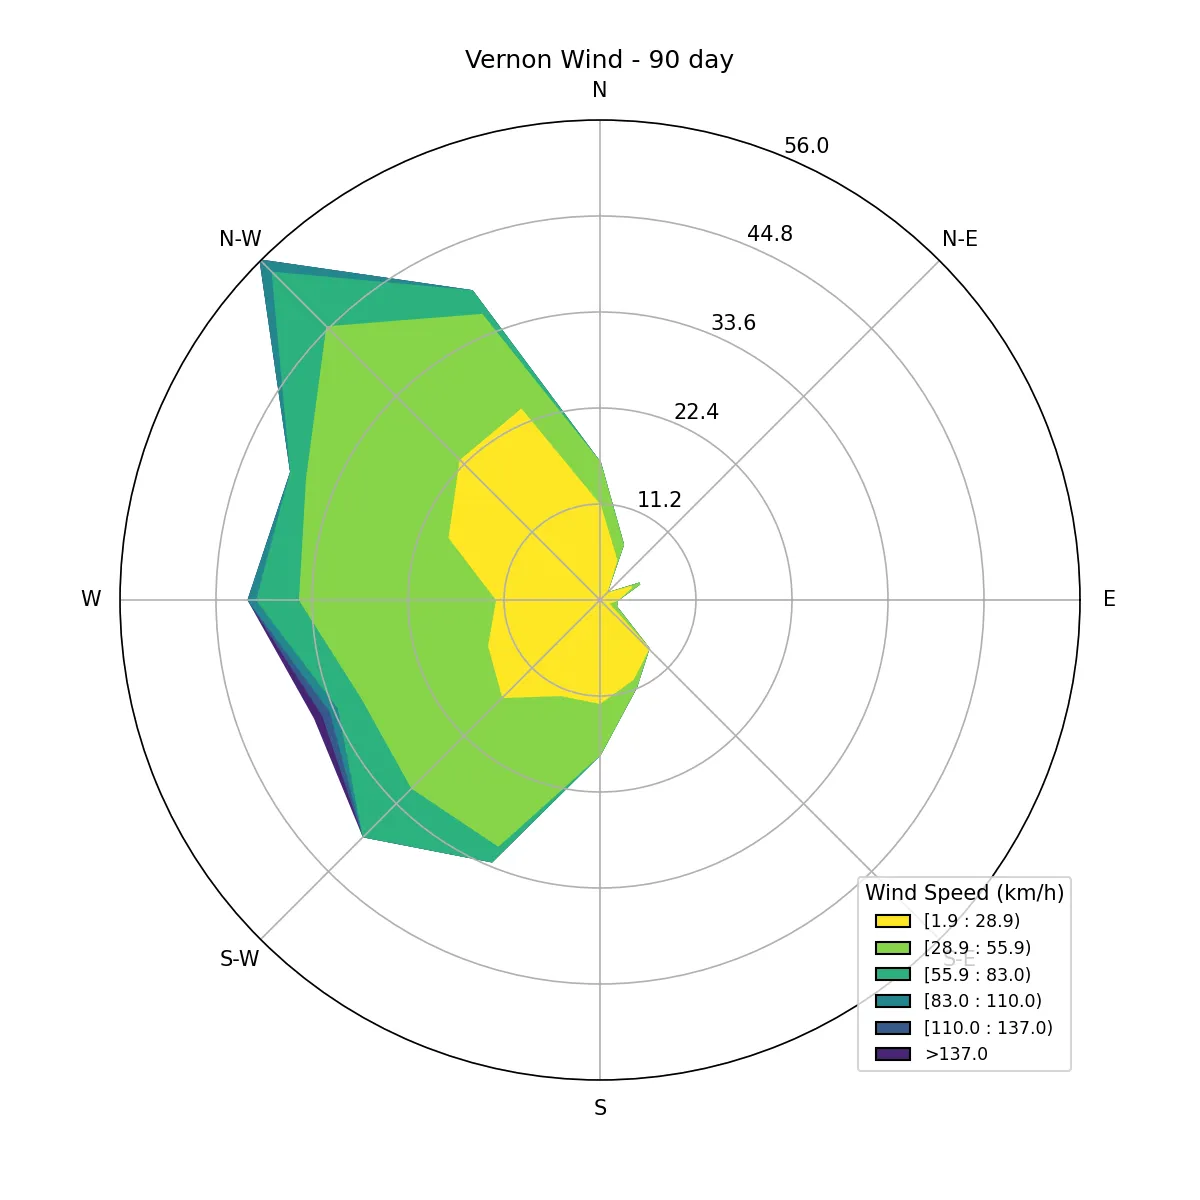 Vernon Wind - 90 day
N
56.0
44.8
N-W
N-E
33.6
22.4
11.2
W
E
Wind Speed (km/h)
[1.9 : 28.9)
[28.9 : 55.9)
S-W
S-E
[55.9 : 83.0)
[83.0 : 110.0)
[110.0 : 137.0)
>137.0
S